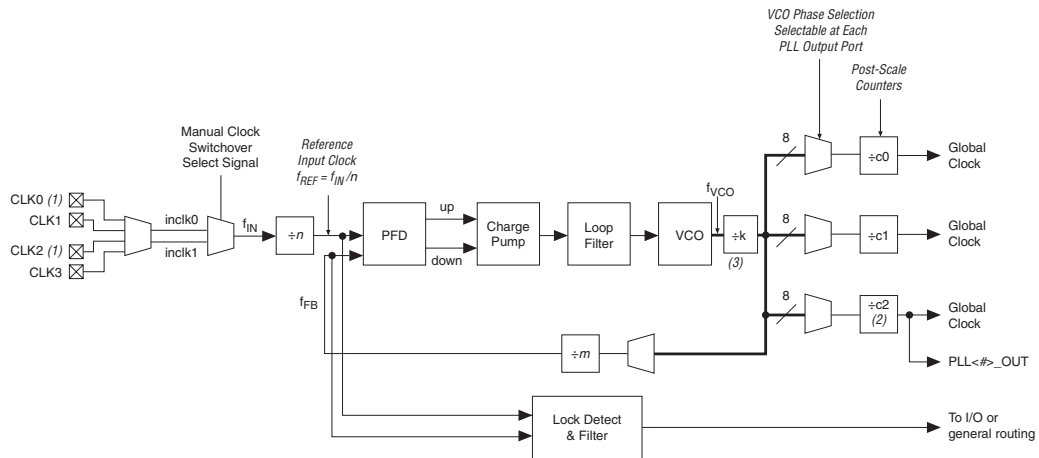 VCO Phase Selection
Selectable at Each
PLL Output Port
Post-Scale
Counters
Manual Clock
Switchover
Select Signal
Reference
Input Clock
fREF = fIN/n
CLK0 (1)
CLK1
CLK2 (1)
CLK3
inclk0
inclk1
fIN
÷n
PFD
up
down
Charge
Pump
Loop
Filter
VCO
fVCO
÷k
(3)
8
÷c0
Global
Clock
8
÷c1
Global
Clock
8
÷c2
(2)
Global
Clock
PLL<#>_OUT
fFB
÷m
Lock Detect
& Filter
To I/O or
general routing